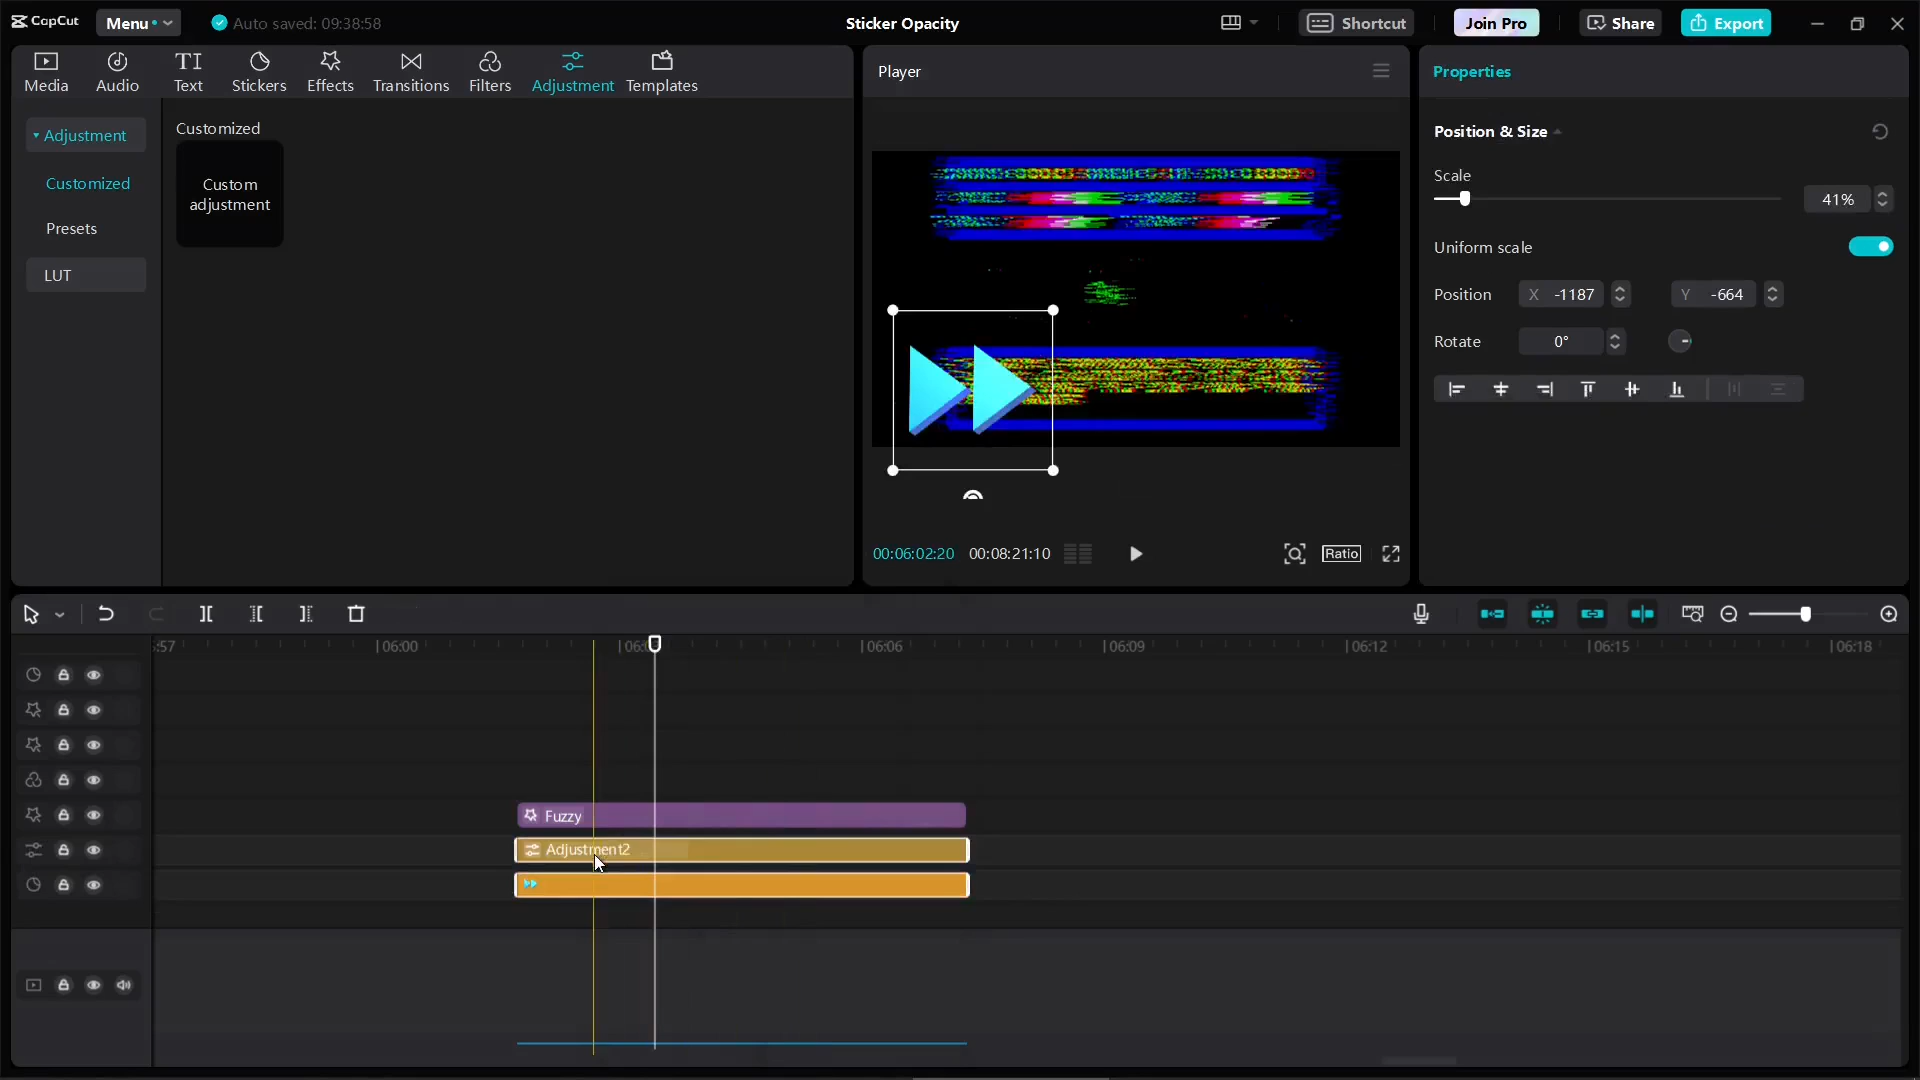 CapCut
Menu
Auto saved: 09:38:58
Sticker Opacity
Shortcut
Join Pro
Share
Export
Media
Audio
Text
Stickers
Effects
Transitions
Filters
Adjustment
Templates
Adjustment
Customized
Presets
LUT
Customized
Custom
adjustment
Player
00:06:02:20 00:08:21:10
Ratio
Properties
Position & Size
Scale
41%
Uniform scale
Position X -1187 Y -664
Rotate 0°
:57 06:00 06:0 06:06 06:09 06:12 06:15 06:18
Fuzzy
Adjustment2